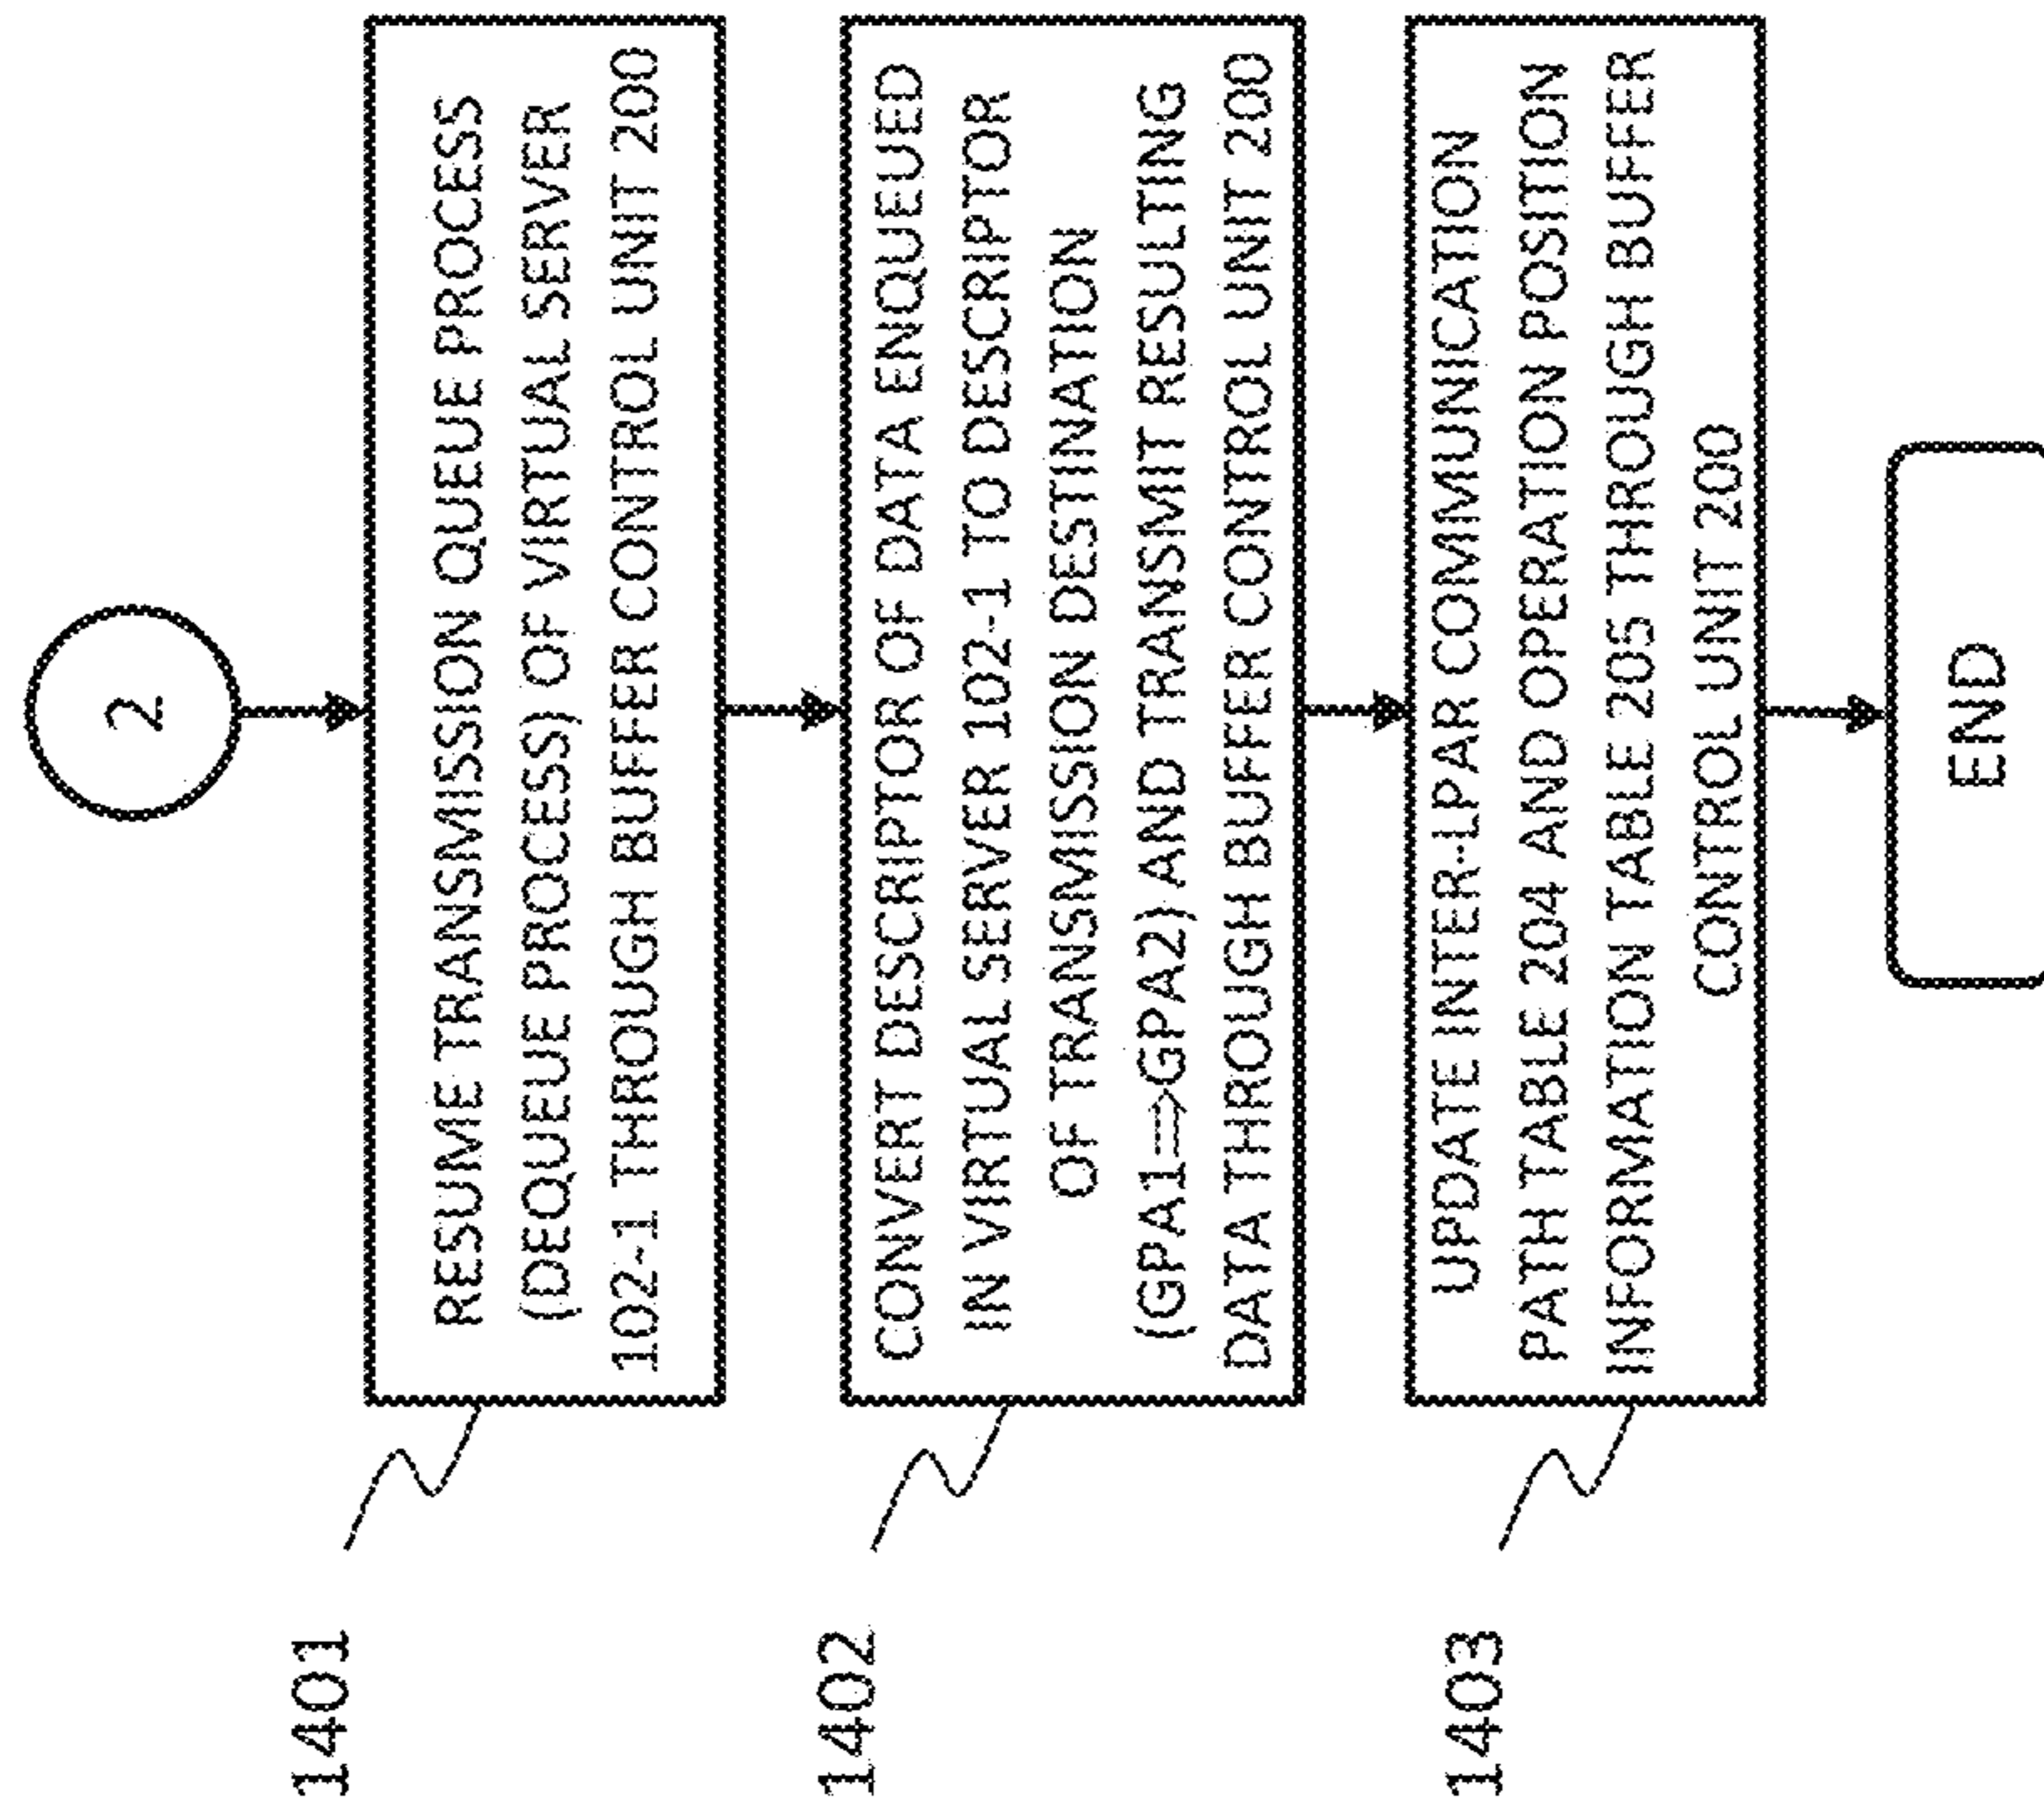 2
1401
RESUME TRANSMISSION QUEUE PROCESS
(DEQUEUE PROCESS) OF VIRTUAL SERVER
102-1 THROUGH BUFFER CONTROL UNIT 200
1402
CONVERT DESCRIPTOR OF DATA ENQUEUED
IN VIRTUAL SERVER 102-1 TO DESCRIPTOR
OF TRANSMISSION DESTINATION
(GPA1⇒GPA2) AND TRANSMIT RESULTING
DATA THROUGH BUFFER CONTROL UNIT 200
1403
UPDATE INTER-LPAR COMMUNICATION
PATH TABLE 204 AND OPERATION POSITION
INFORMATION TABLE 205 THROUGH BUFFER
CONTROL UNIT 200
END